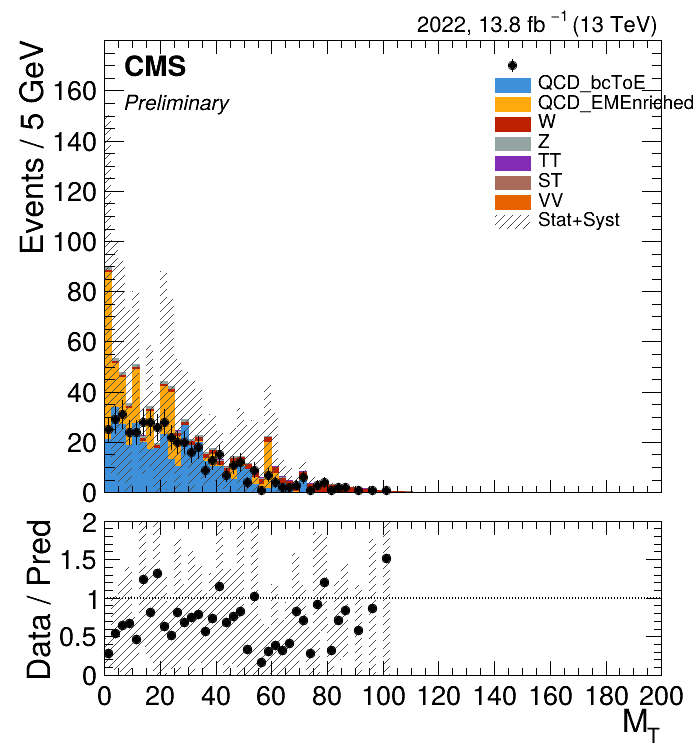 2022, 13.8 fb⁻¹ (13 TeV)
CMS
Preliminary
QCD_bcToE
QCD_EMEnriehed
W
Z
TT
ST
VV
Stat+Syst
Events / 5 GeV
160
140
120
100
80
60
40
20
0
Data / Pred
2
1.5
1
0.5
0
0 20 40 60 80 100 120 140 160 180 200
M_T